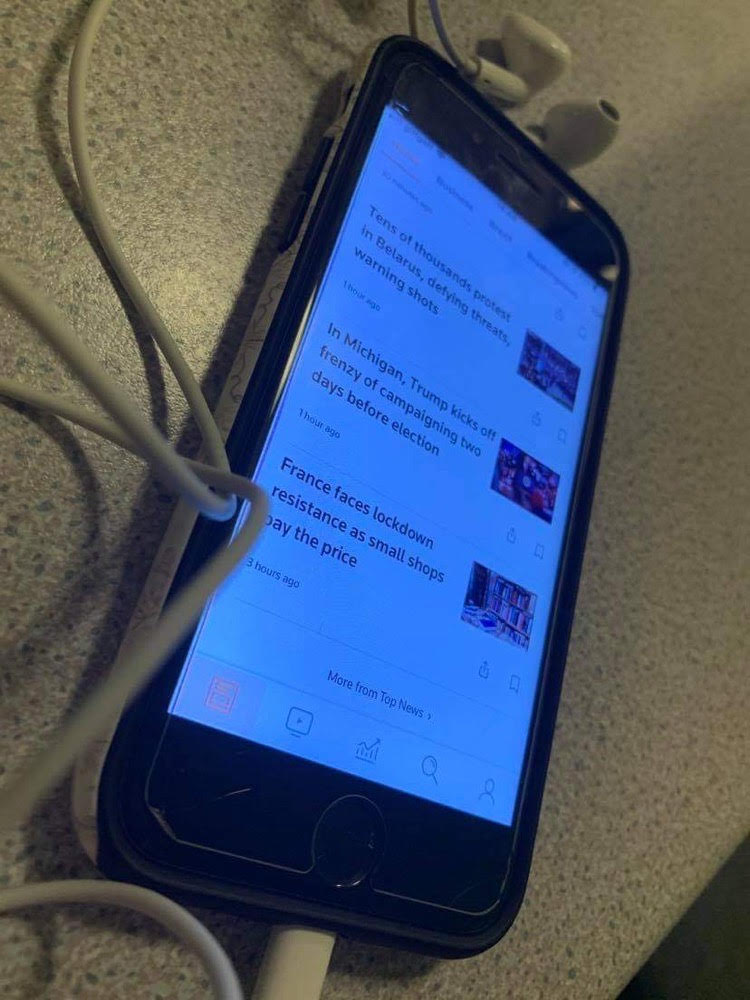 Business
Tens of thousands protest
in Belarus, defying threats,
warning shots
1 hour ago
In Michigan, Trump kicks off
frenzy of campaigning two
days before election
1 hour ago
France faces lockdown
resistance as small shops
pay the price
3 hours ago
More from Top News ›